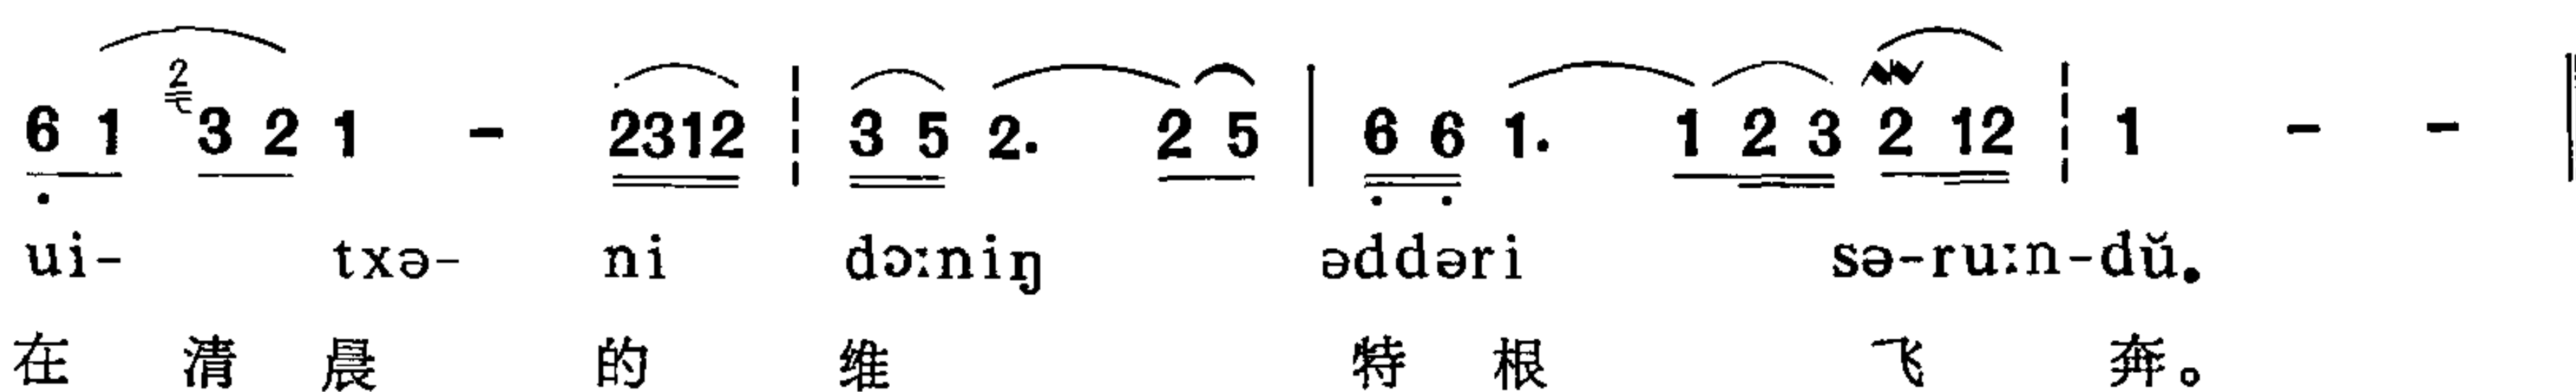 2
6 1 3 2 1 - 2312 ¦ 3 5 2. 2 5 | 6 6 1. 1 2 3 2 12 ¦ 1 - - ‖
ui- txə- ni dɔːniŋ əddəri sə-ruːn-dŭ.
在 清 晨 的 维 特 根 飞 奔。